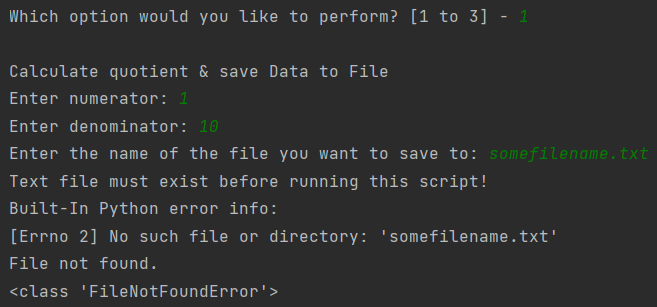 Which option would you like to perform? [1 to 3] - 1
Calculate quotient & save Data to File
Enter numerator: 1
Enter denominator: 10
Enter the name of the file you want to save to: somefilename.txt
Text file must exist before running this script!
Built-In Python error info:
[Errno 2] No such file or directory: 'somefilename.txt'
File not found.
<class 'FileNotFoundError'>